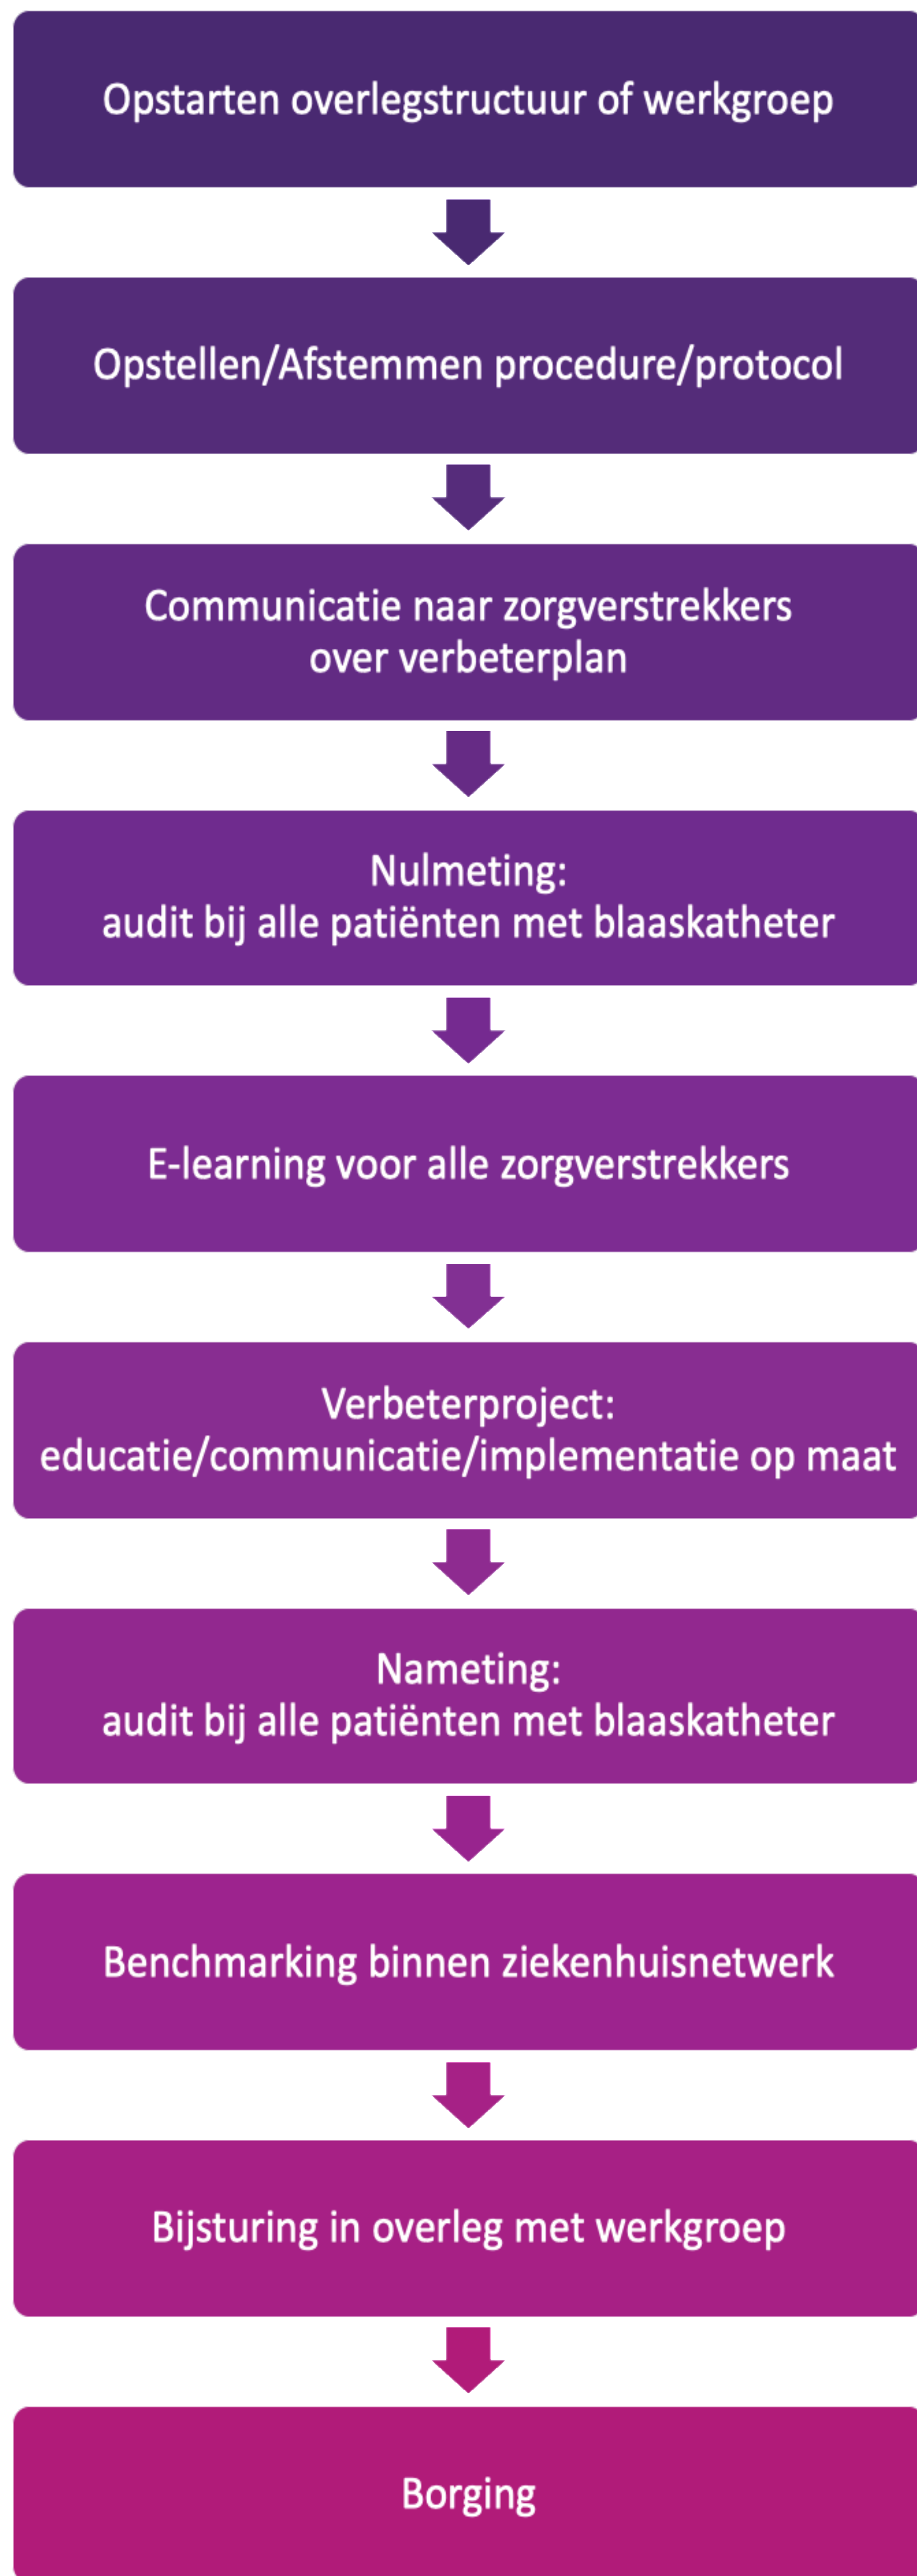 Opstarten overlegstructuur of werkgroep
Opstellen/Afstemmen procedure/protocol
Communicatie naar zorgverstrekkers
over verbeterplan
Nulmeting:
audit bij alle patiënten met blaaskatheter
E-learning voor alle zorgverstrekkers
Verbeterproject:
educatie/communicatie/implementatie op maat
Nameting:
audit bij alle patiënten met blaaskatheter
Benchmarking binnen ziekenhuisnetwerk
Bijsturing in overleg met werkgroep
Borging